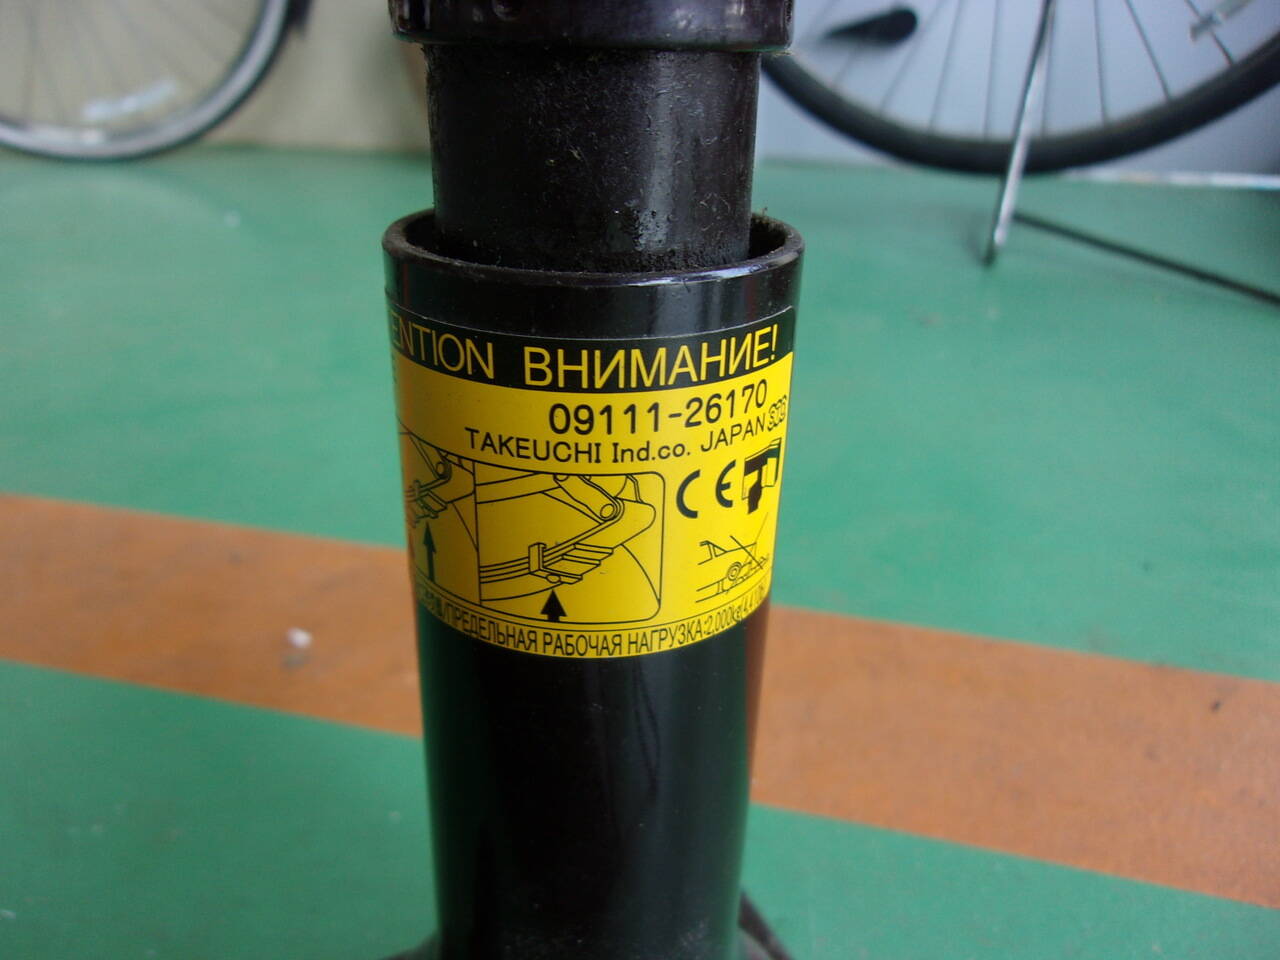 ENTION ВНИМАНИЕ!
09111-26170
TAKEUCHI Ind.co. JAPAN
CE
/ПРЕДЕЛЬНАЯ РАБОЧАЯ НАГРУЗКА:2,000kg